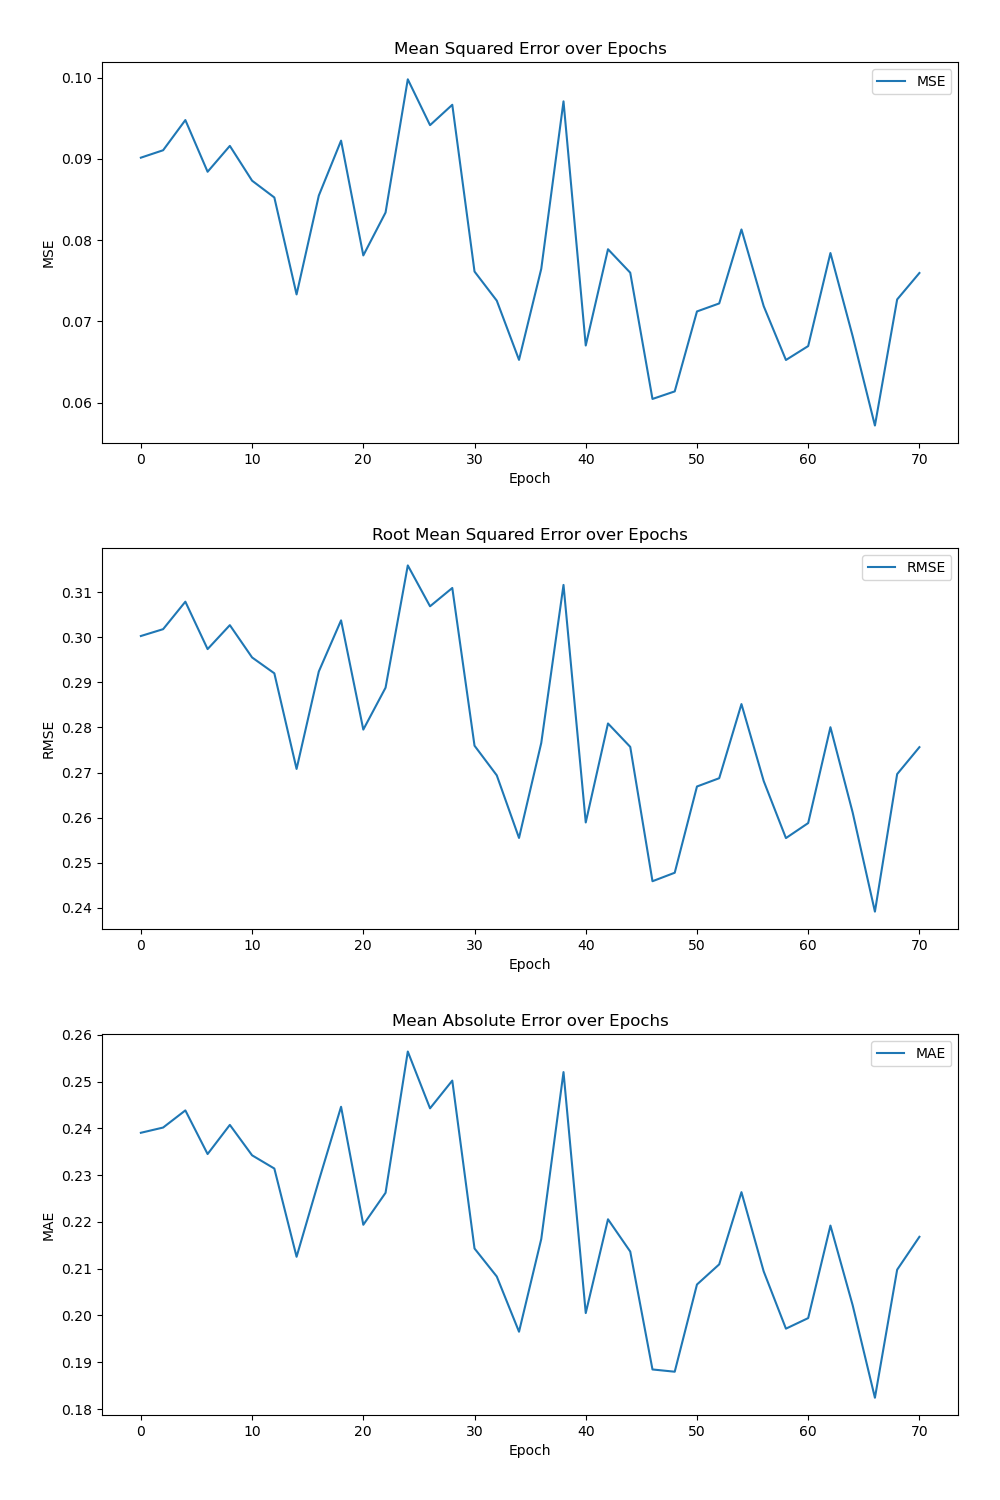 Mean Squared Error over Epochs
MSE
0.10
0.09
0.08
0.07
0.06
MSE
0 10 20 30 40 50 60 70
Epoch
Root Mean Squared Error over Epochs
RMSE
0.31
0.30
0.29
0.28
0.27
0.26
0.25
0.24
RMSE
0 10 20 30 40 50 60 70
Epoch
Mean Absolute Error over Epochs
MAE
0.26
0.25
0.24
0.23
0.22
0.21
0.20
0.19
0.18
MAE
0 10 20 30 40 50 60 70
Epoch